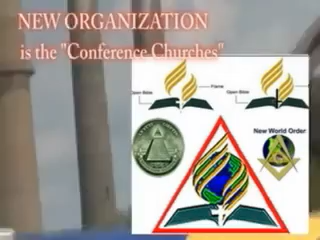 NEW ORGANIZATION
is the "Conference Churches"
Flame
Open Bible
Open Bible
New World Order